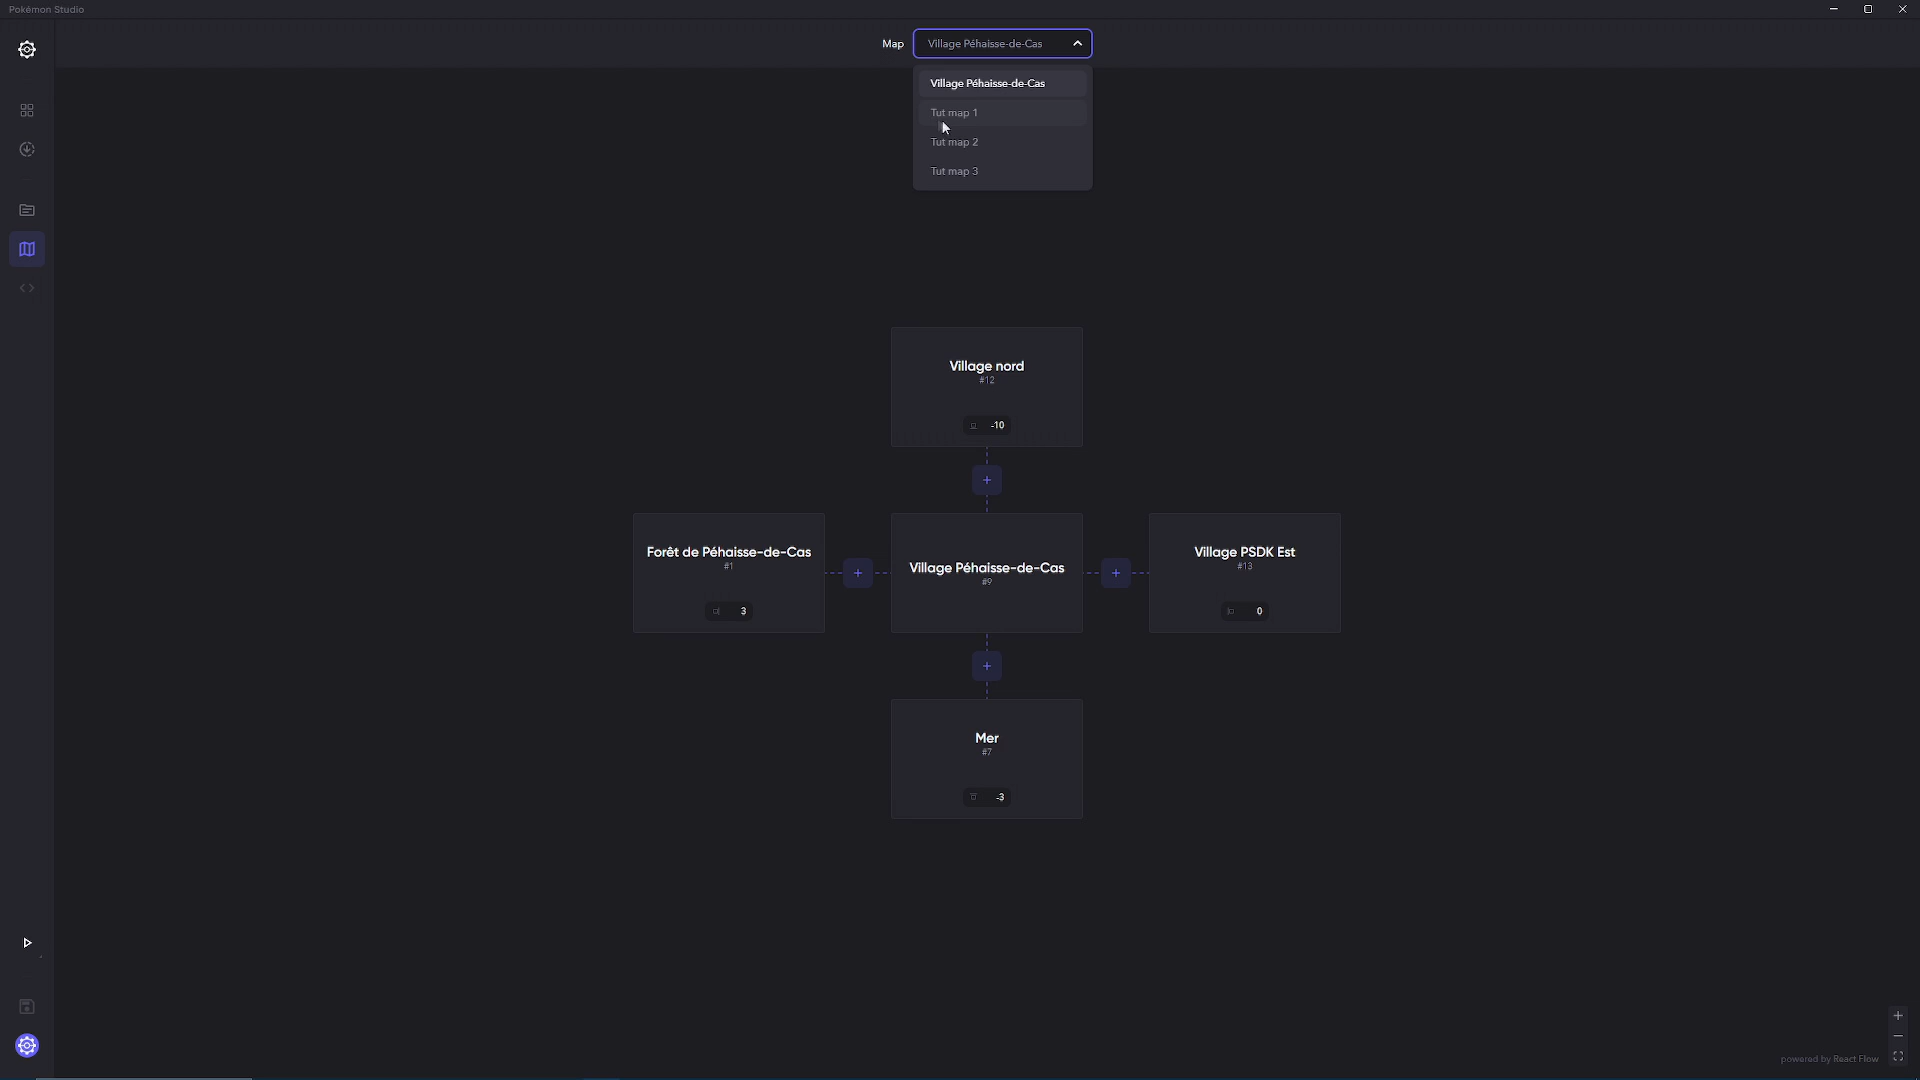 Pokémon Studio
Map
Village Péhaisse-de-Cas
Village Péhaisse-de-Cas
Tut map 1
Tut map 2
Tut map 3
Village nord
#12
-10
Forêt de Péhaisse-de-Cas
#1
3
Village Péhaisse-de-Cas
#9
Village PSDK Est
#13
0
Mer
#7
-3
powered by React Flow